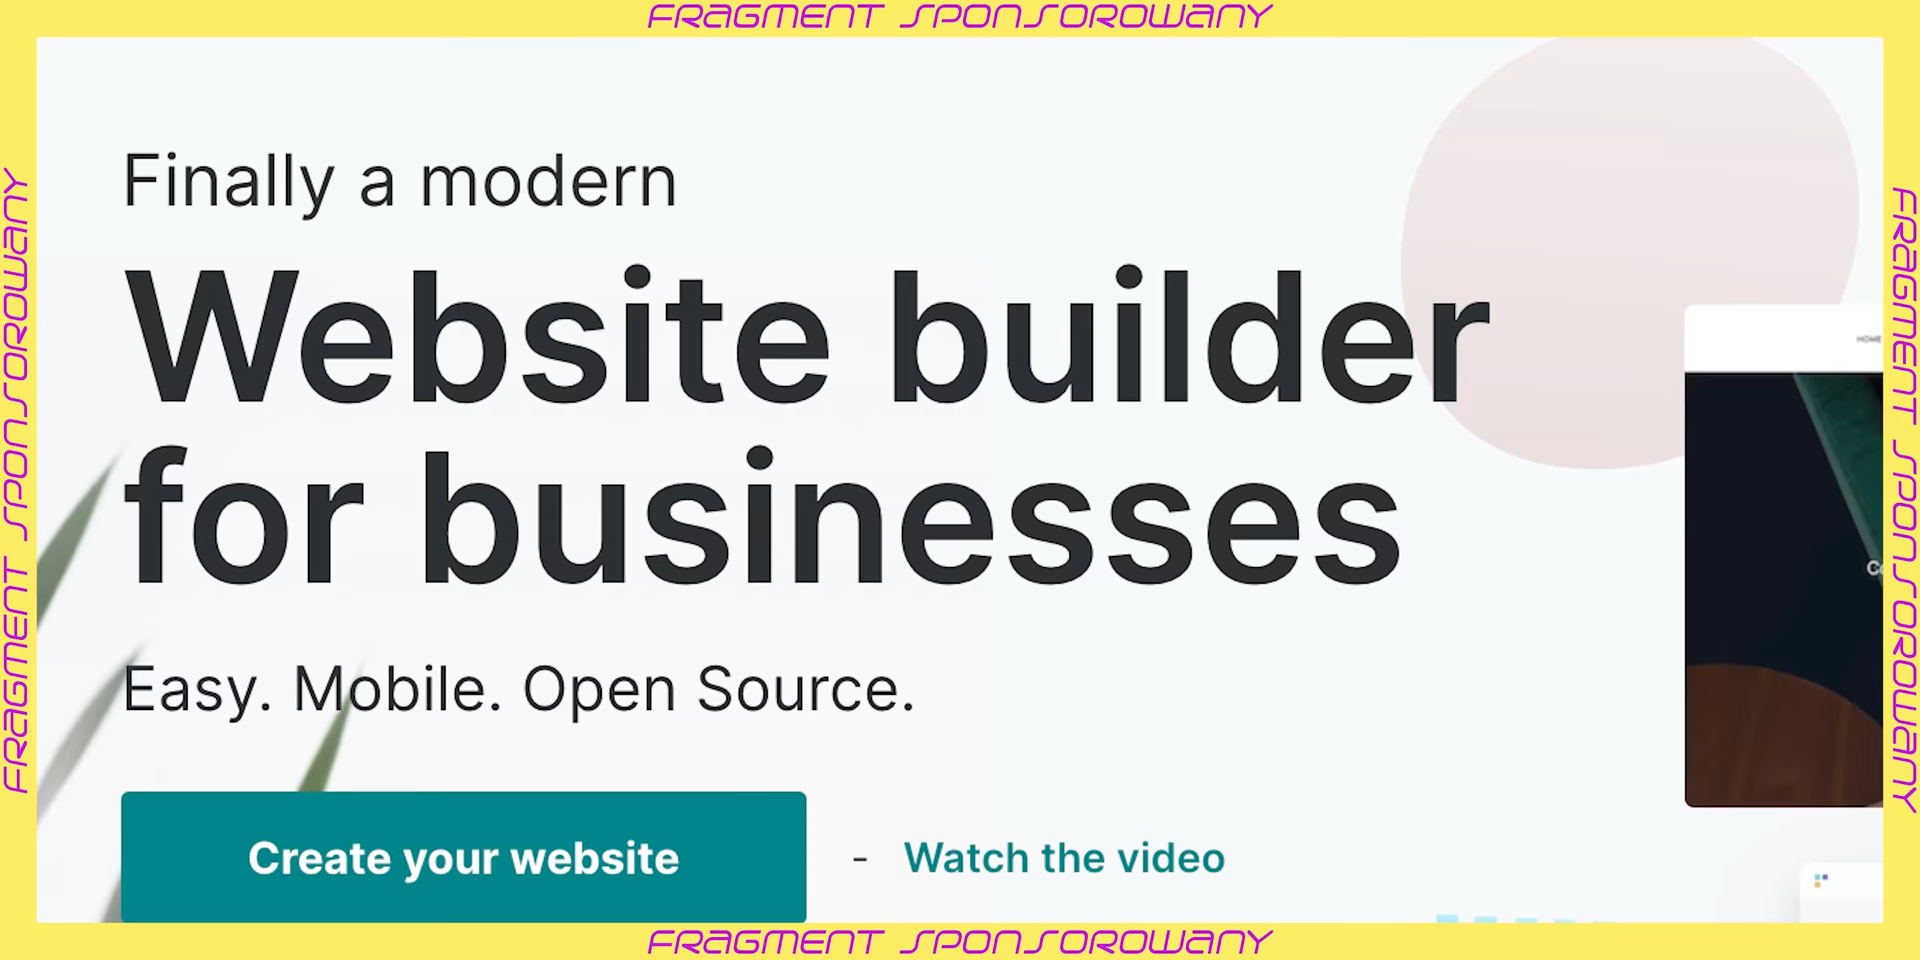 FRAGMENT SPONSOROWANY
FRAGMENT SPONSOROWANY
Finally a modern
Website builder
for businesses
Easy. Mobile. Open Source.
Create your website
- Watch the video
HOME
FRAGMENT SPONSOROWANY
FRAGMENT SPONSOROWANY